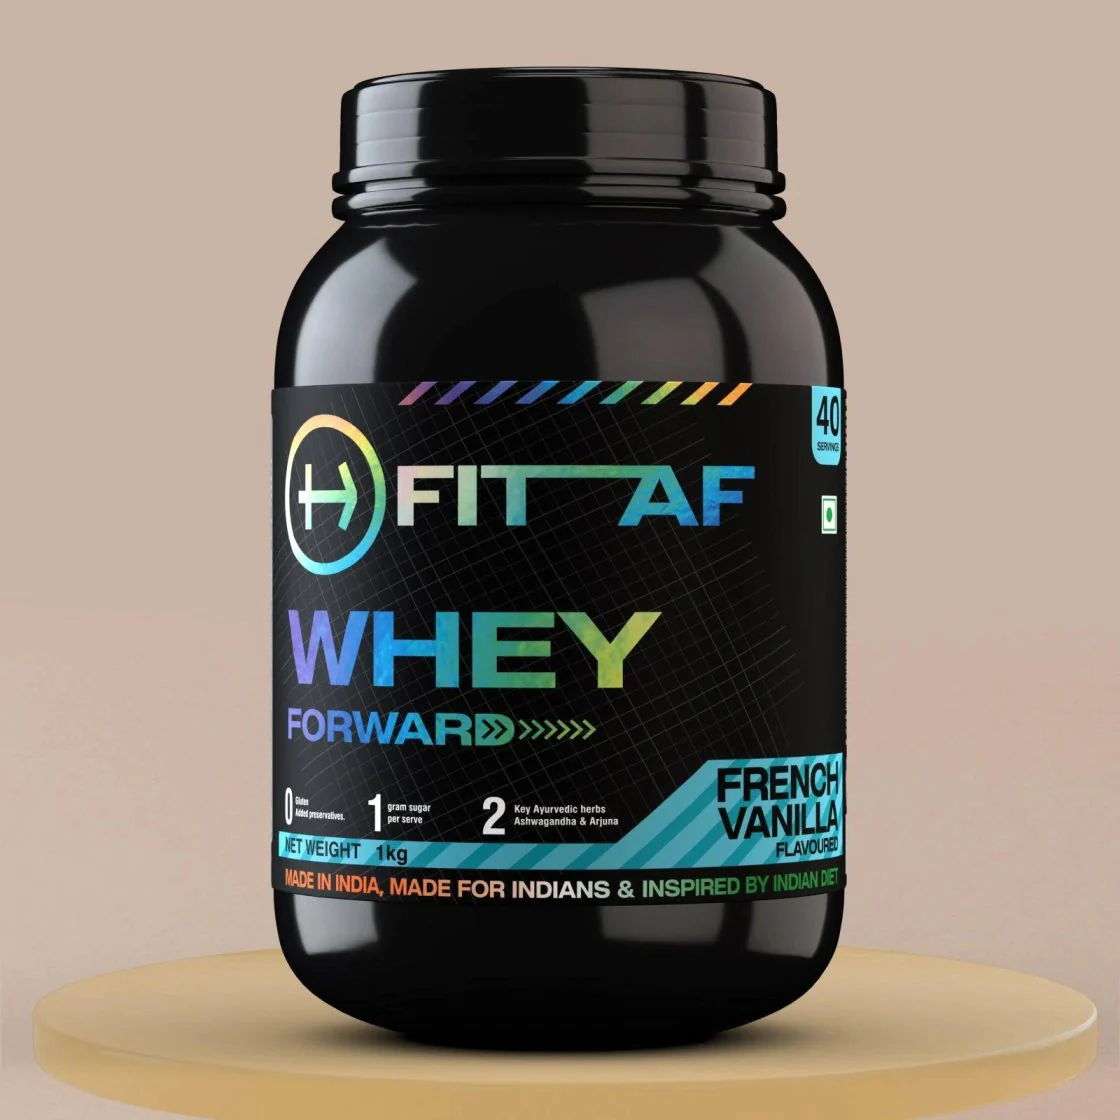 40
SERVINGS
FIT AF
WHEY
FORWARD
0 Gluten
Added preservatives.
1 gram sugar
per serve
2 Key Ayurvedic herbs
Ashwagandha & Arjuna
FRENCH
VANILLA
FLAVOURED
NET WEIGHT 1kg
MADE IN INDIA, MADE FOR INDIANS & INSPIRED BY INDIAN DIET